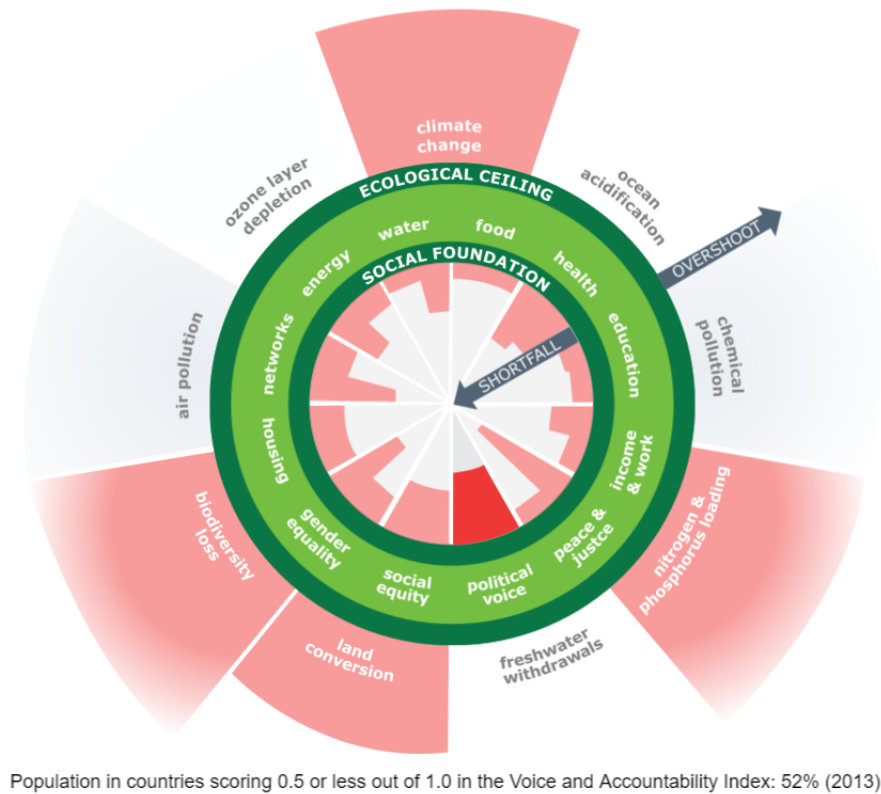 climate
change
ozone layer
depletion
ocean
acidification
ECOLOGICAL CEILING
OVERSHOOT
water
food
energy
health
SOCIAL FOUNDATION
networks
education
SHORTFALL
air pollution
chemical
pollution
housing
income
& work
gender
equality
peace &
justce
social
equity
political
voice
biodiversity
loss
nitrogen &
phosphorus loading
land
conversion
freshwater
withdrawals
Population in countries scoring 0.5 or less out of 1.0 in the Voice and Accountability Index: 52% (2013)